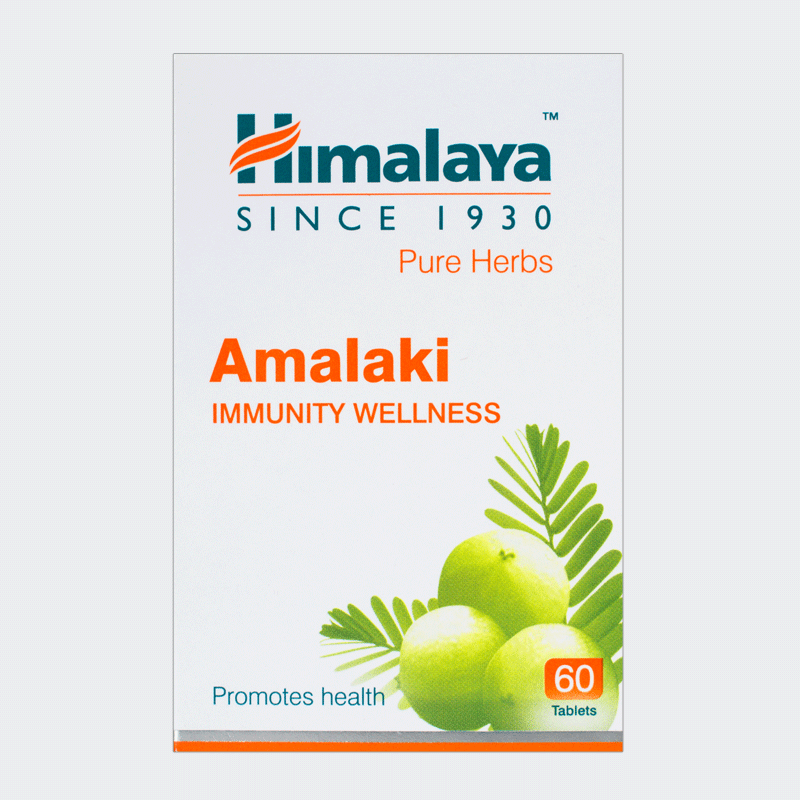 Himalaya™
SINCE 1930
Pure Herbs
Amalaki
IMMUNITY WELLNESS
Promotes health
60
Tablets